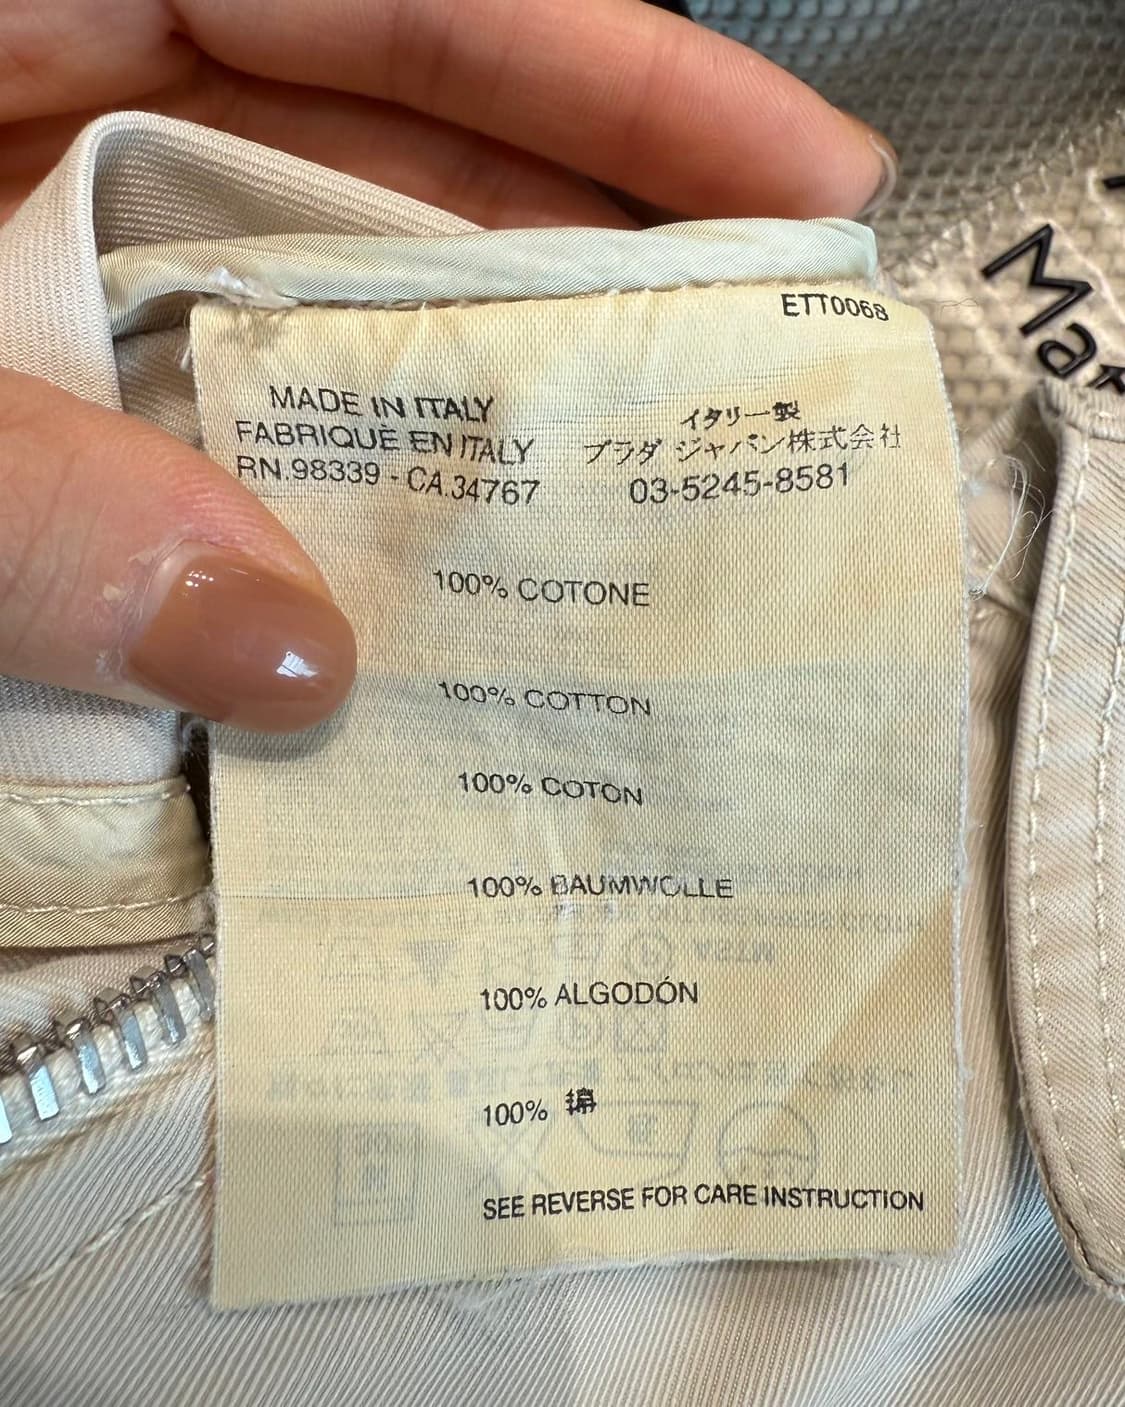 ETT0068
MADE IN ITALY
FABRIQUÈ EN ITALY
RN.98339 - CA.34767
イタリー製
プラダ ジャパン株式会社
03-5245-8581
100% COTONE
100% COTTON
100% COTON
100% BAUMWOLLE
100% ALGODÓN
100% 綿
SEE REVERSE FOR CARE INSTRUCTION